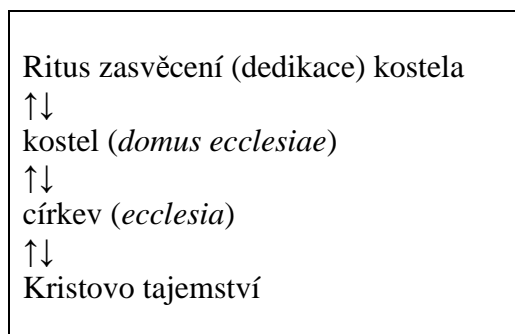 Ritus zasvěcení (dedikace) kostela
↑↓
kostel (domus ecclesiae)
↑↓
církev (ecclesia)
↑↓
Kristovo tajemství